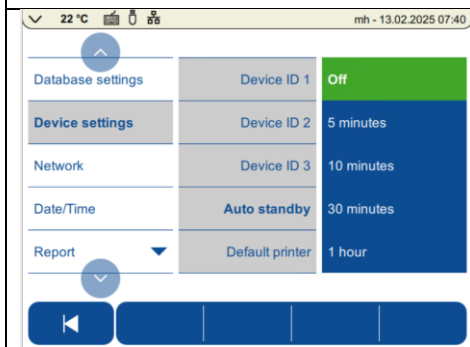 22 °C mh - 13.02.2025 07:40
Database settings Device ID 1 Off
Device settings Device ID 2 5 minutes
Network Device ID 3 10 minutes
Date/Time Auto standby 30 minutes
Report Default printer 1 hour